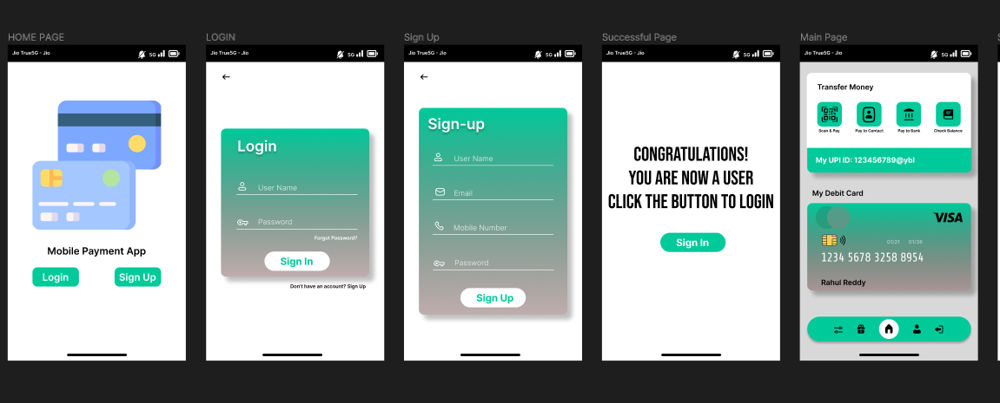 HOME PAGE
Jio True5G - Jio
5G
Mobile Payment App
Login
Sign Up
LOGIN
Jio True5G - Jio
5G
Login
User Name
Password
Forgot Password?
Sign In
Don't have an account? Sign Up
Sign Up
Jio True5G - Jio
5G
Sign-up
User Name
Email
Mobile Number
Password
Sign Up
Successful Page
Jio True5G - Jio
5G
CONGRATULATIONS!
YOU ARE NOW A USER
CLICK THE BUTTON TO LOGIN
Sign In
Main Page
Jio True5G - Jio
5G
Transfer Money
Scan & Pay
Pay to Contact
Pay to Bank
Check Balance
My UPI ID: 123456789@ybl
My Debit Card
VISA
01/21 01/28
1234 5678 3258 8954
Rahul Reddy